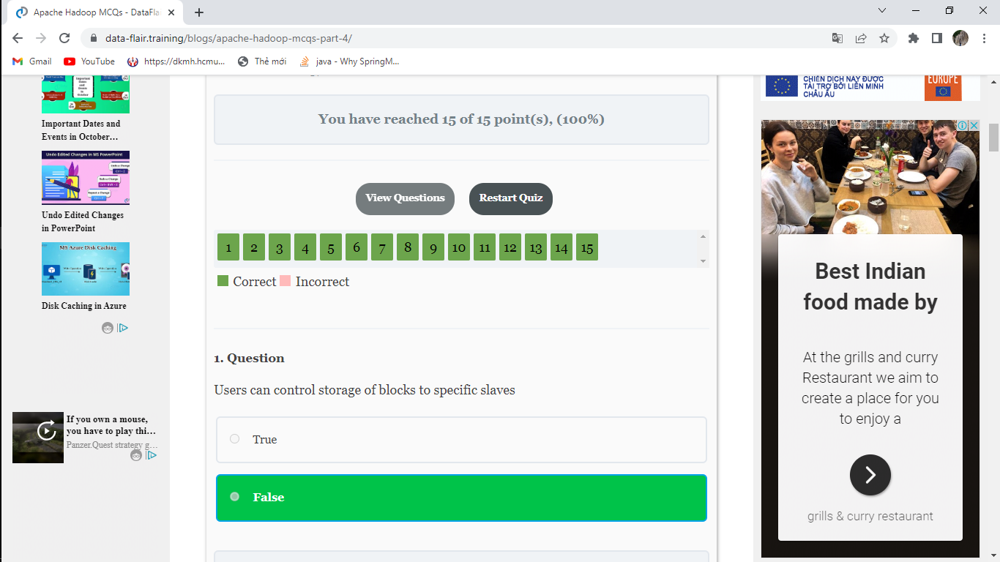 Apache Hadoop MCQs - DataFlai
data-flair.training/blogs/apache-hadoop-mcqs-part-4/
Gmail
YouTube
https://dkmh.hcmu...
Thẻ mới
java - Why SpringM...
Important
Dates
and
Events
in
October
Important Dates and
Events in October...
Undo Edited Changes in MS PowerPoint
Undo Edited Changes
in PowerPoint
MS Azure Disk Caching
Disk Caching in Azure
If you own a mouse,
you have to play thi...
Panzer.Quest strategy g...
You have reached 15 of 15 point(s), (100%)
View Questions
Restart Quiz
1 2 3 4 5 6 7 8 9 10 11 12 13 14 15
Correct Incorrect
1. Question
Users can control storage of blocks to specific slaves
True
False
CHIẾN DỊCH NÀY ĐƯỢC
TÀI TRỢ BỞI LIÊN MINH
CHÂU ÂU
EUROPE
Best Indian
food made by
At the grills and curry
Restaurant we aim to
create a place for you
to enjoy a
grills & curry restaurant